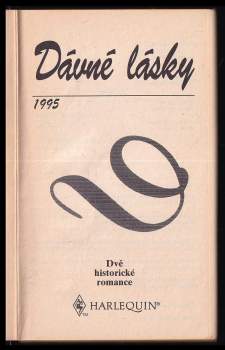 Dávné lásky
1995
Dvě
historické
romance
HARLEQUIN®